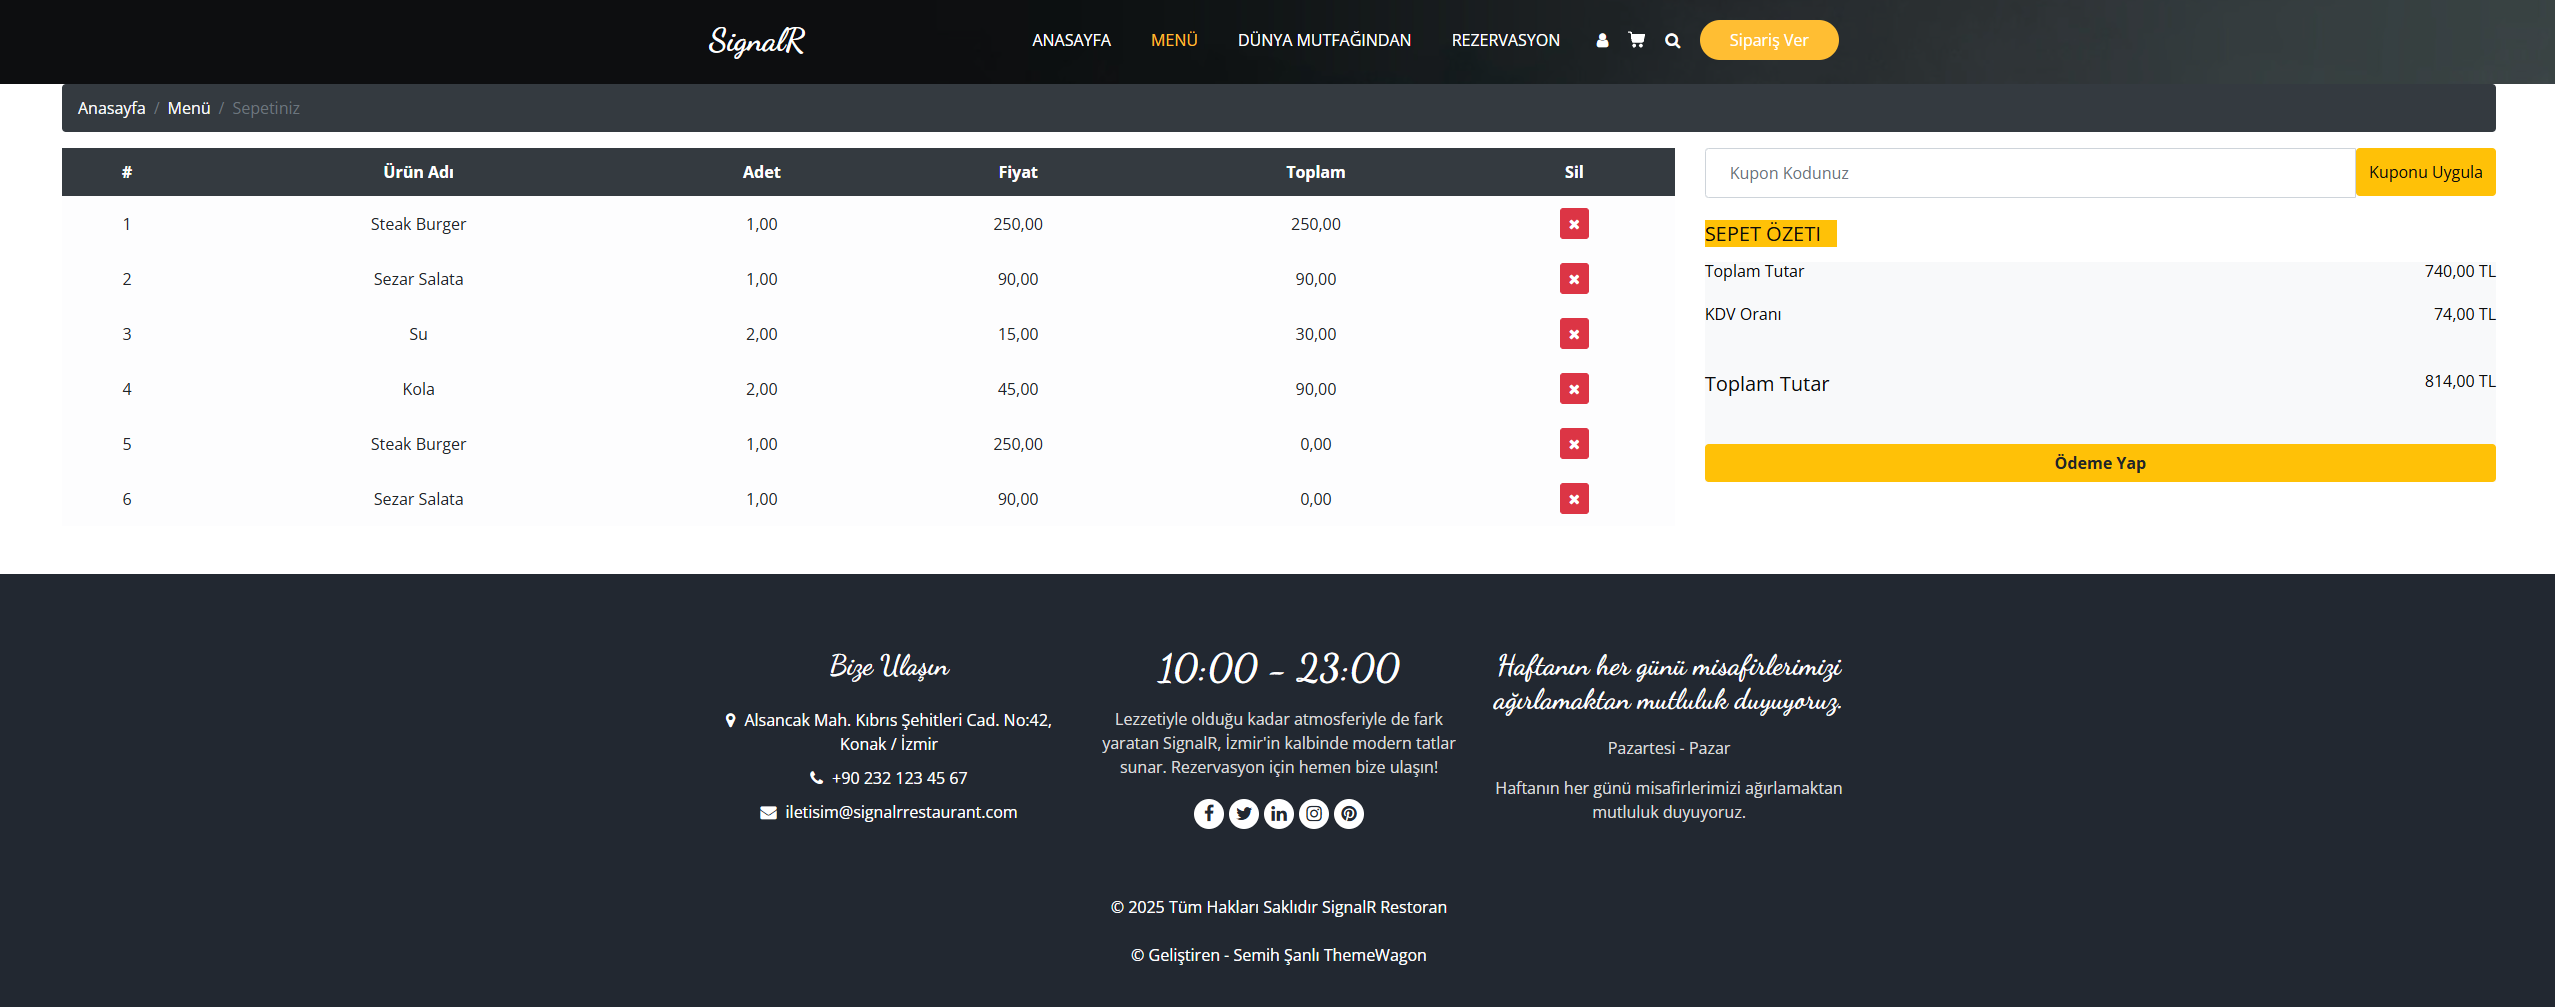 SignalR
ANASAYFA MENÜ DÜNYA MUTFAĞINDAN REZERVASYON Sipariş Ver
Anasayfa / Menü / Sepetiniz
# Ürün Adı Adet Fiyat Toplam Sil
1 Steak Burger 1,00 250,00 250,00
2 Sezar Salata 1,00 90,00 90,00
3 Su 2,00 15,00 30,00
4 Kola 2,00 45,00 90,00
5 Steak Burger 1,00 250,00 0,00
6 Sezar Salata 1,00 90,00 0,00
Kupon Kodunuz Kuponu Uygula
SEPET ÖZETI
Toplam Tutar 740,00 TL
KDV Oranı 74,00 TL
Toplam Tutar 814,00 TL
Ödeme Yap
Bize Ulaşın
Alsancak Mah. Kıbrıs Şehitleri Cad. No:42,
Konak / İzmir
+90 232 123 45 67
iletisim@signalrrestaurant.com
10:00 - 23:00
Lezzetiyle olduğu kadar atmosferiyle de fark
yaratan SignalR, İzmir'in kalbinde modern tatlar
sunar. Rezervasyon için hemen bize ulaşın!
Haftanın her günü misafirlerimizi
ağırlamaktan mutluluk duyuyoruz.
Pazartesi - Pazar
Haftanın her günü misafirlerimizi ağırlamaktan
mutluluk duyuyoruz.
© 2025 Tüm Hakları Saklıdır SignalR Restoran
© Geliştiren - Semih Şanlı ThemeWagon